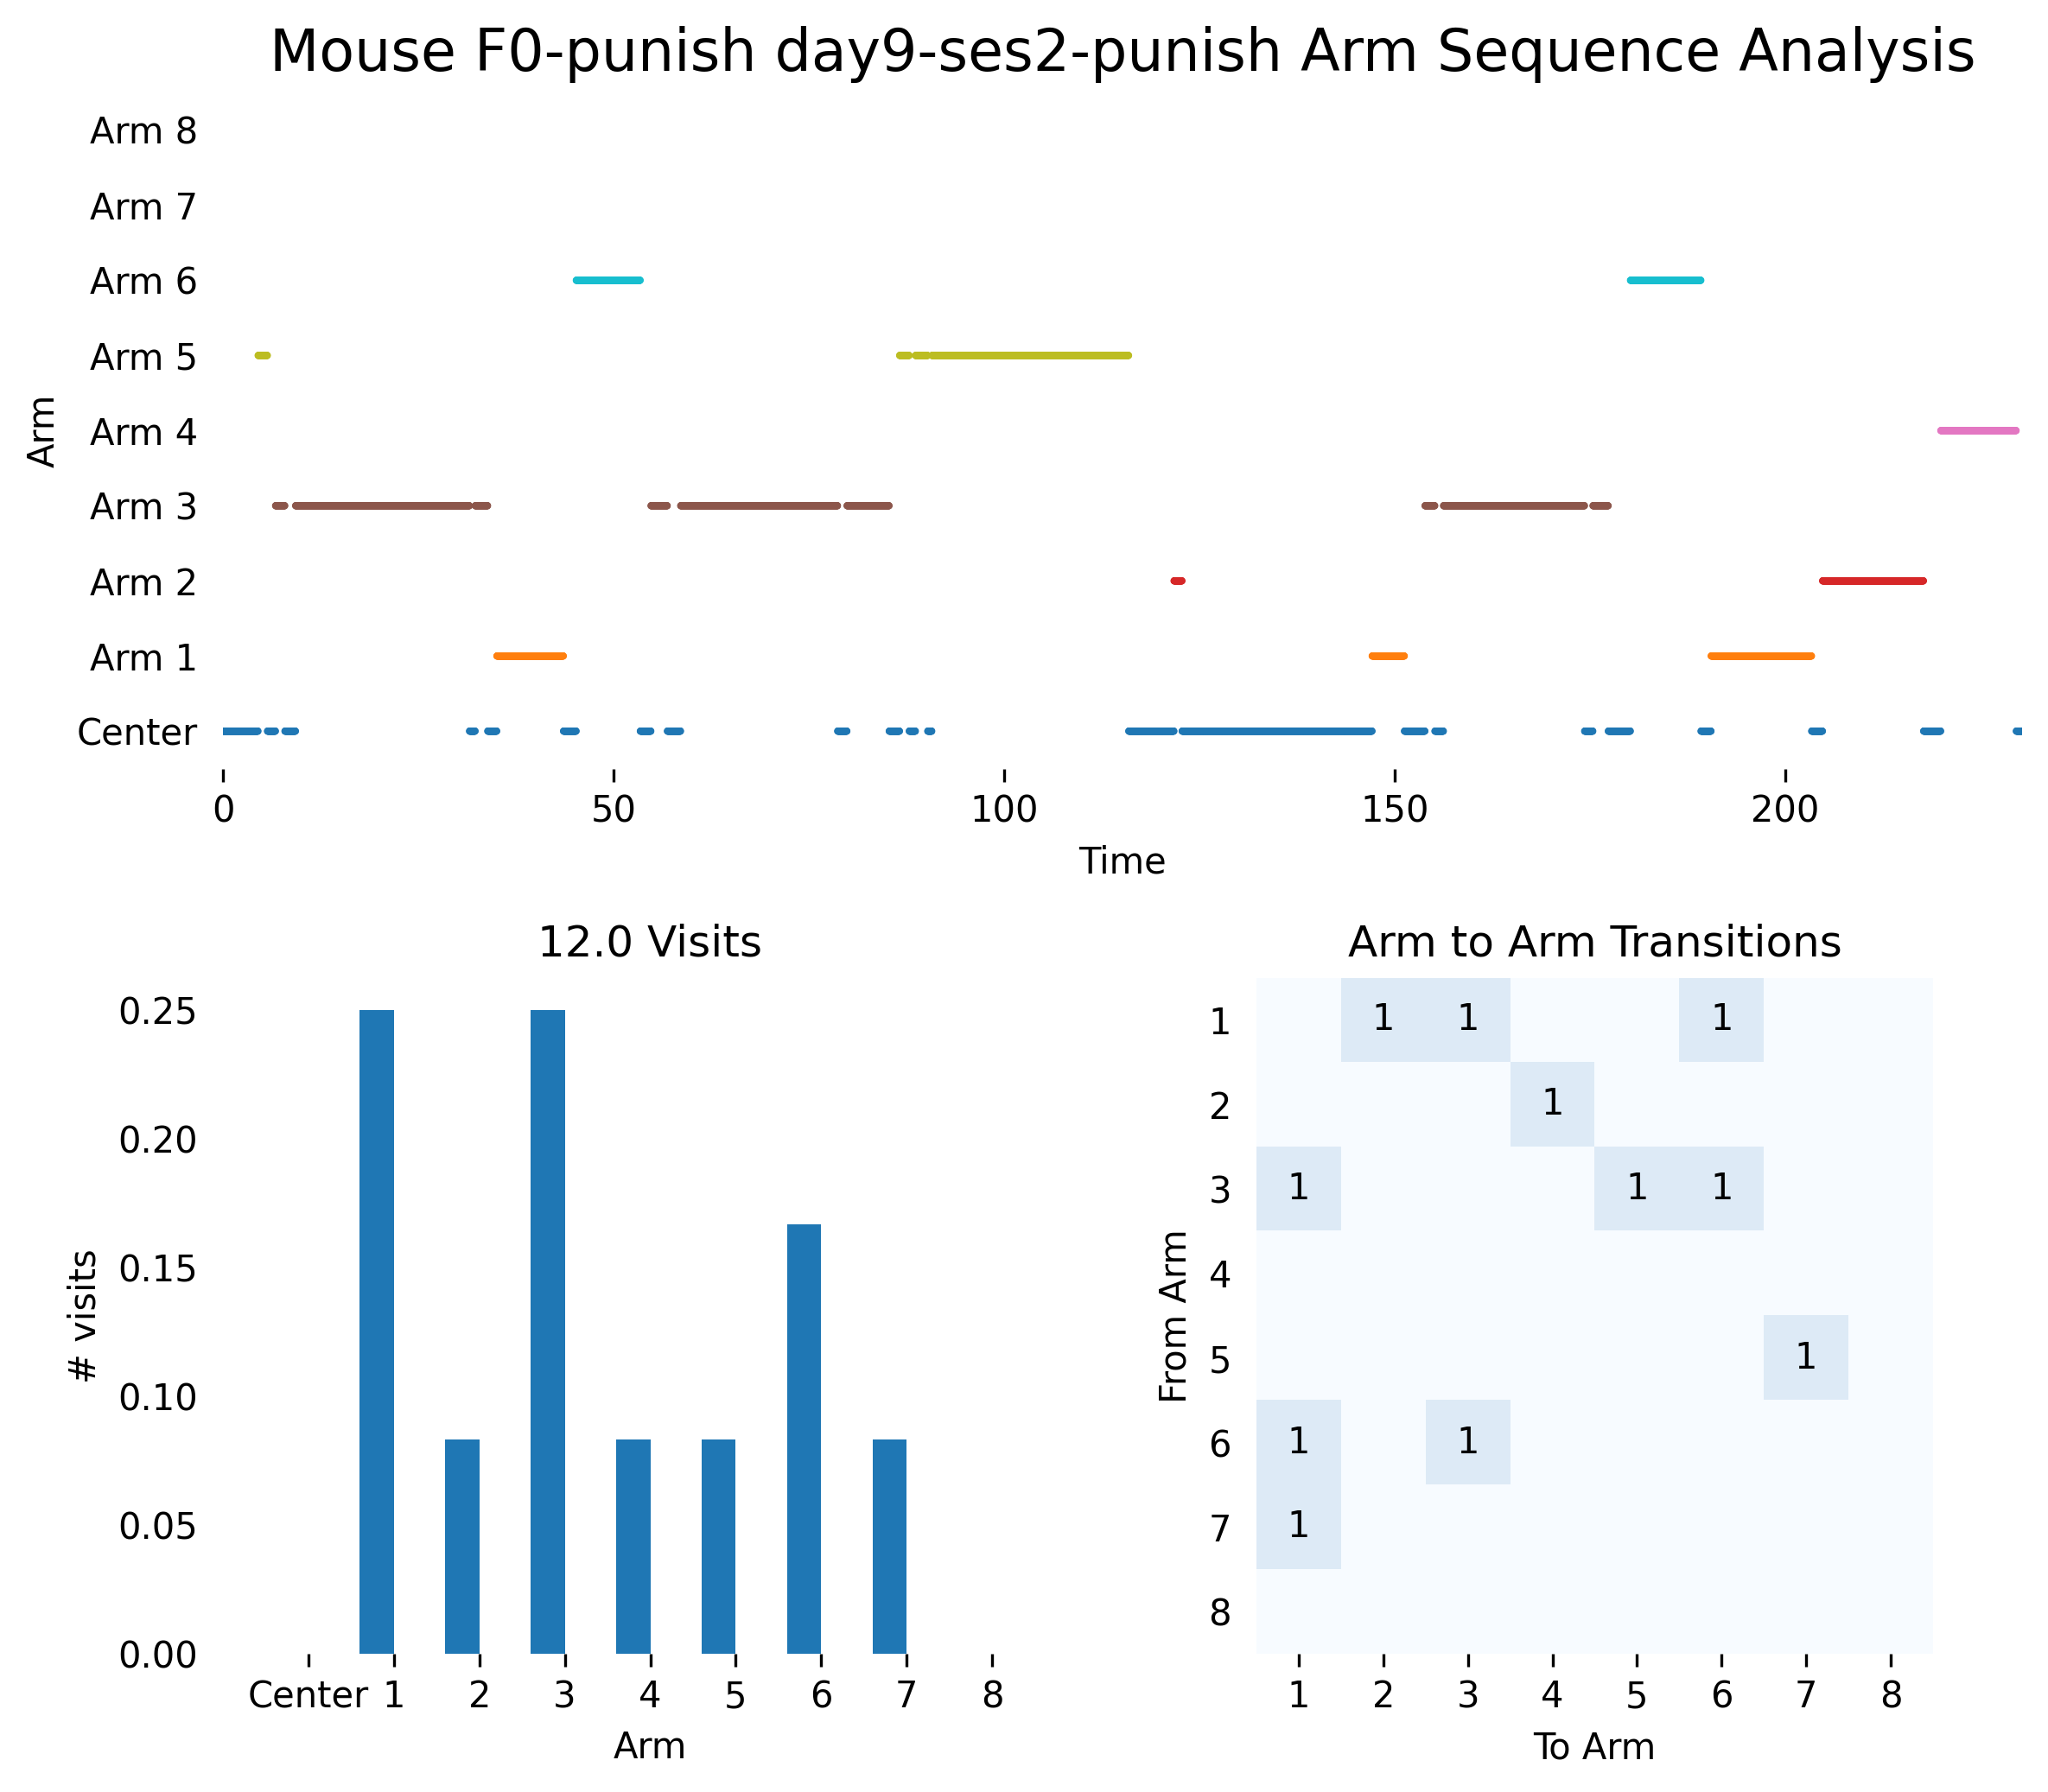 Mouse F0-punish day9-ses2-punish Arm Sequence Analysis
Arm
Arm 8
Arm 7
Arm 6
Arm 5
Arm 4
Arm 3
Arm 2
Arm 1
Center
0 50 100 150 200
Time
12.0 Visits
# visits
0.25
0.20
0.15
0.10
0.05
0.00
Center 1 2 3 4 5 6 7 8
Arm
Arm to Arm Transitions
From Arm
1 1 1 1
2 1
3 1 1 1
4
5 1
6 1 1
7 1
8
1 2 3 4 5 6 7 8
To Arm